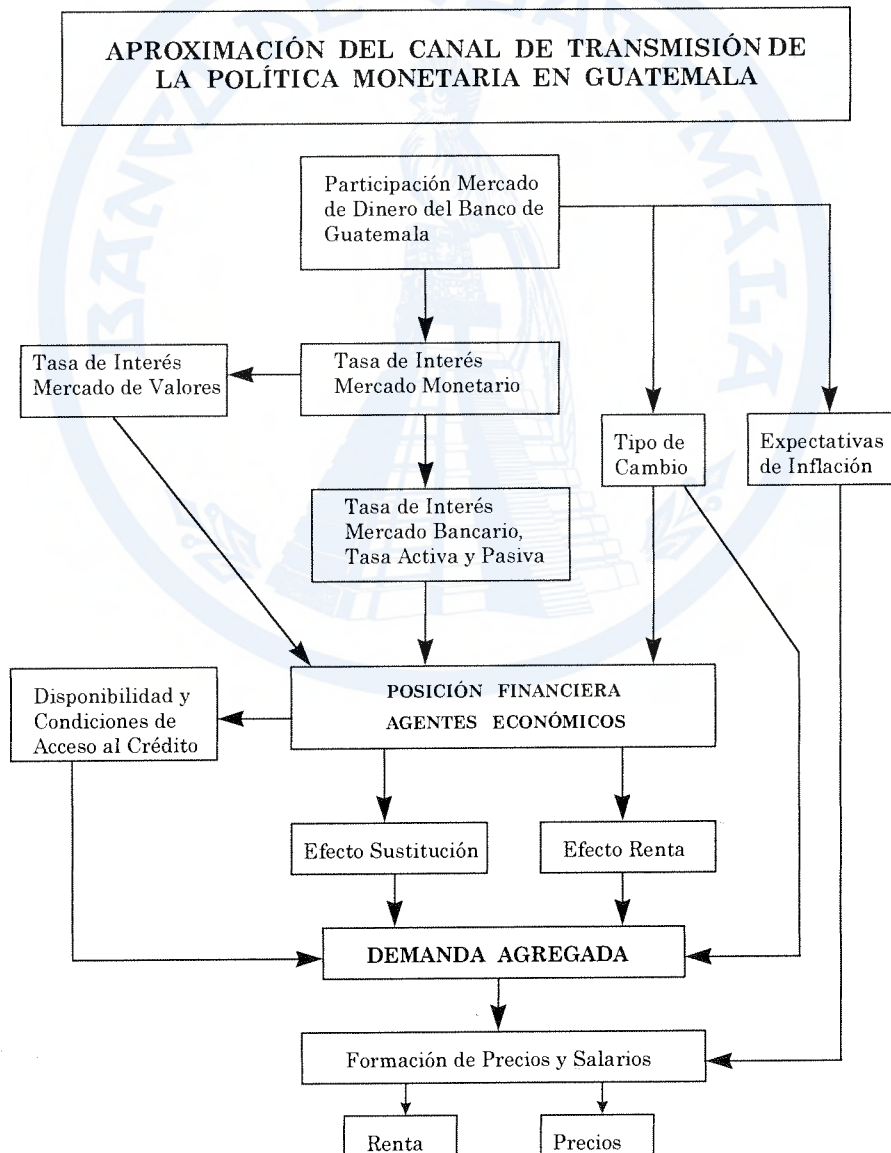 APROXIMACIÓN DEL CANAL DE TRANSMISIÓN DE
LA POLÍTICA MONETARIA EN GUATEMALA
BANCO DE GUATEMALA
Participación Mercado
de Dinero del Banco de
Guatemala
Tasa de Interés
Mercado de Valores
Tasa de Interés
Mercado Monetario
Tipo de
Cambio
Expectativas
de Inflación
Tasa de Interés
Mercado Bancario,
Tasa Activa y Pasiva
Disponibilidad y
Condiciones de
Acceso al Crédito
POSICIÓN FINANCIERA
AGENTES ECONÓMICOS
Efecto Sustitución
Efecto Renta
DEMANDA AGREGADA
Formación de Precios y Salarios
Renta
Precios